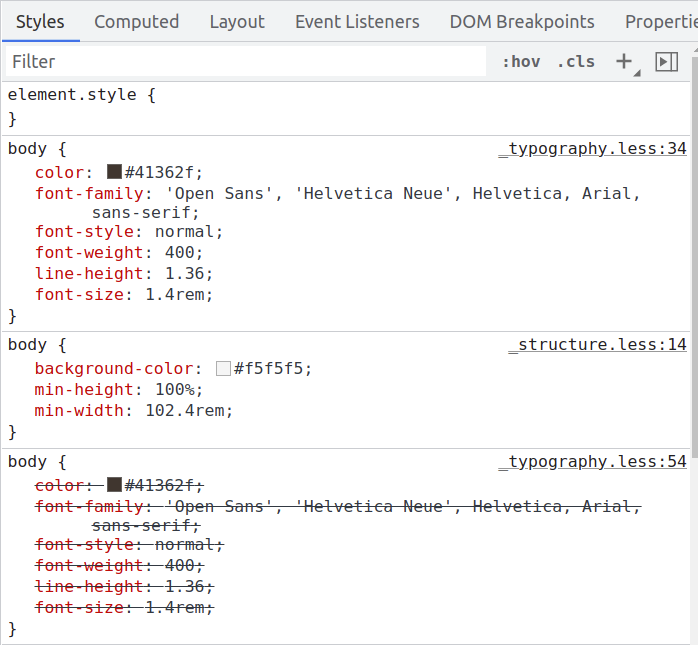 Styles Computed Layout Event Listeners DOM Breakpoints
Filter :hov .cls
element.style {
}
body { _typography.less:34
color: #41362f;
font-family: 'Open Sans', 'Helvetica Neue', Helvetica, Arial,
sans-serif;
font-style: normal;
font-weight: 400;
line-height: 1.36;
font-size: 1.4rem;
}
body { _structure.less:14
background-color: #f5f5f5;
min-height: 100%;
min-width: 102.4rem;
}
body { _typography.less:54
color: #41362f;
font-family: 'Open Sans', 'Helvetica Neue', Helvetica, Arial,
sans-serif;
font-style: normal;
font-weight: 400;
line-height: 1.36;
font-size: 1.4rem;
}